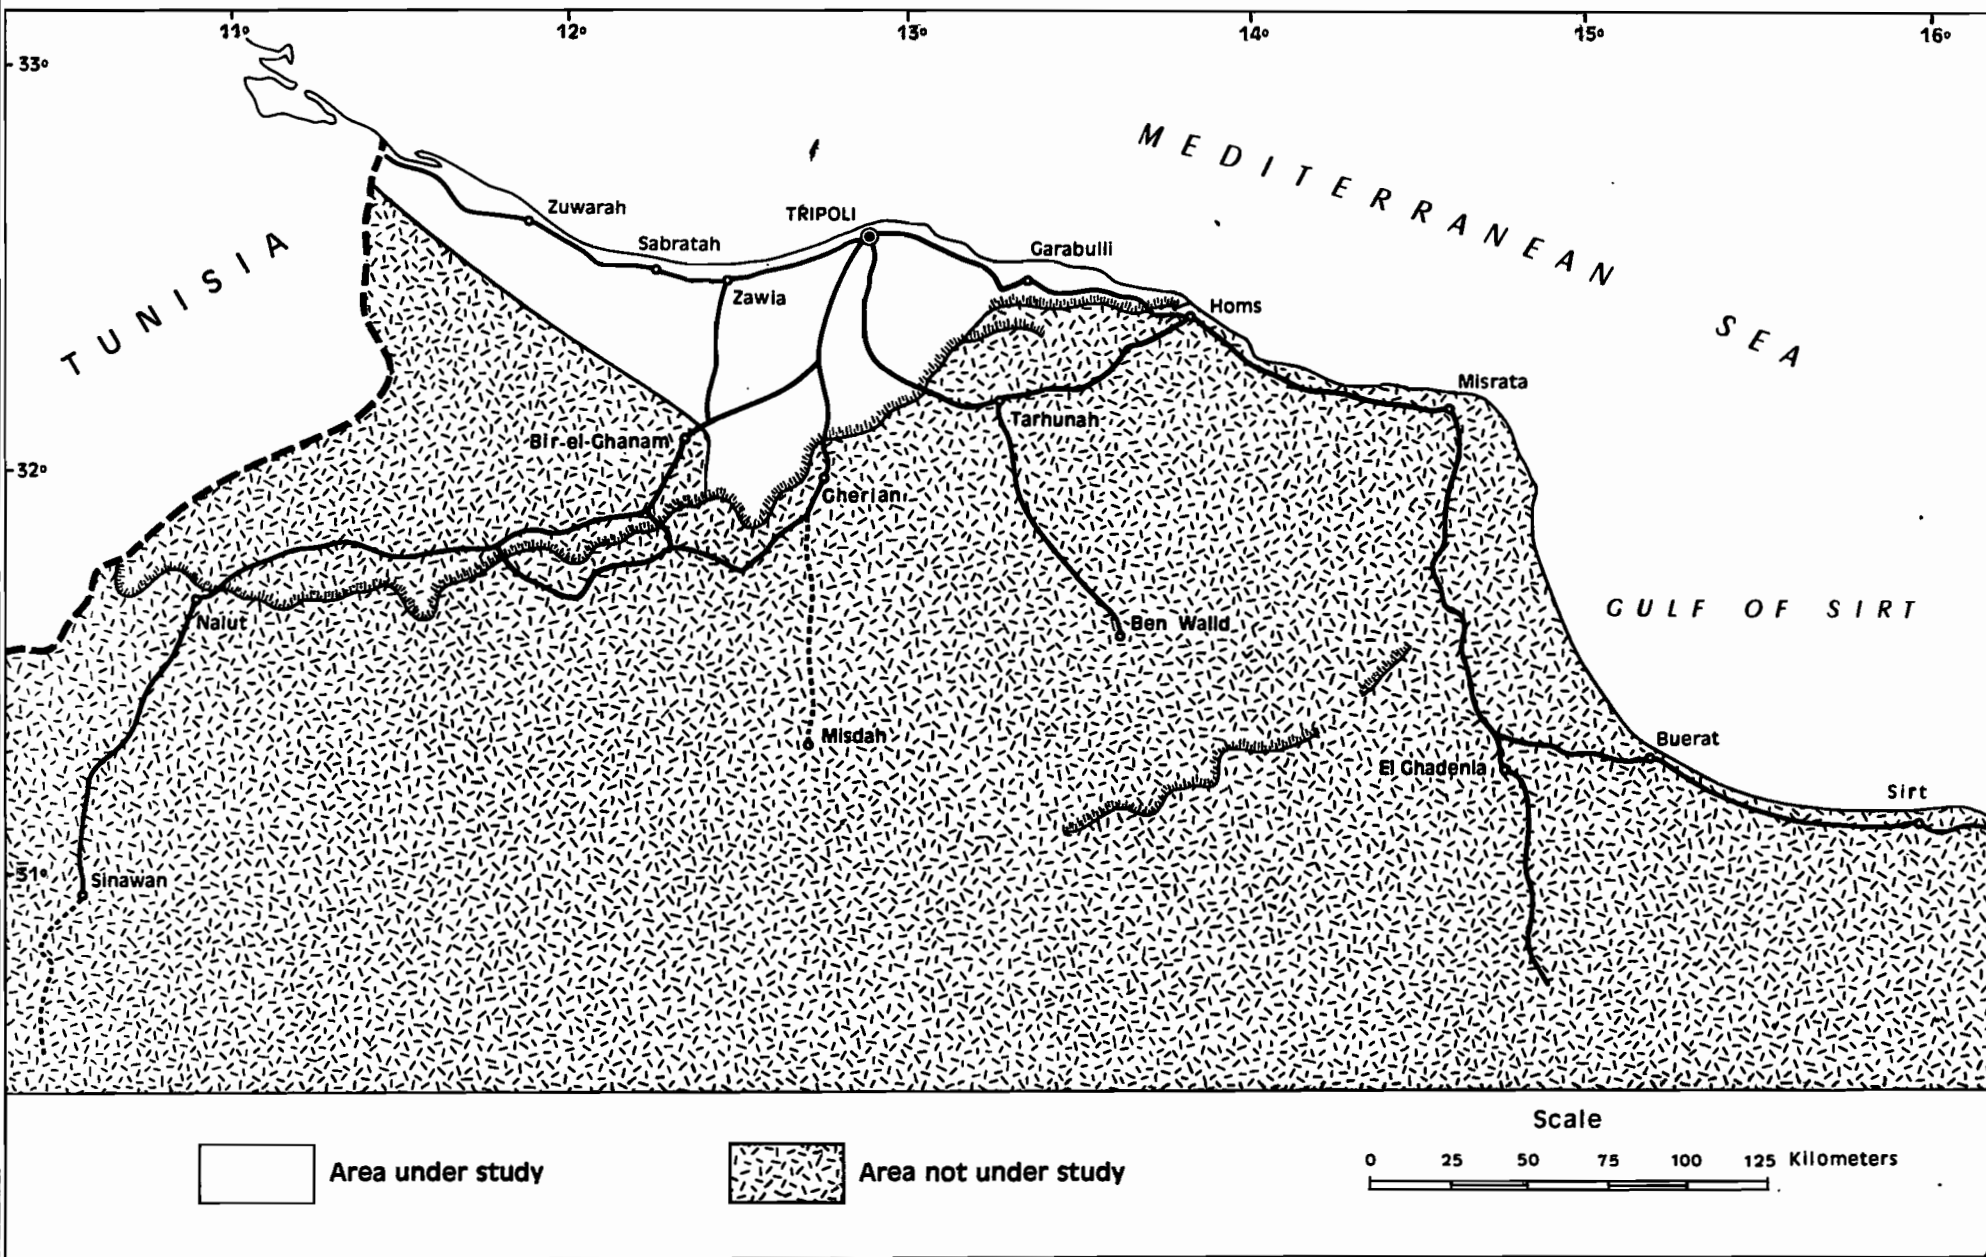 11° 12° 13° 14° 15° 16°
33°
MEDITERRANEAN SEA
TUNISIA
Zuwarah
TRIPOLI
Sabratah
Garabulli
Zawia
Homs
Misrata
Tarhunah
Bir-el-Ghanam
32°
Gherian
GULF OF SIRT
Nalut
Ben Walid
Misdah
Buerat
El Ghadenia
Sirt
31°
Sinawan
Scale
0 25 50 75 100 125 Kilometers
Area under study
Area not under study